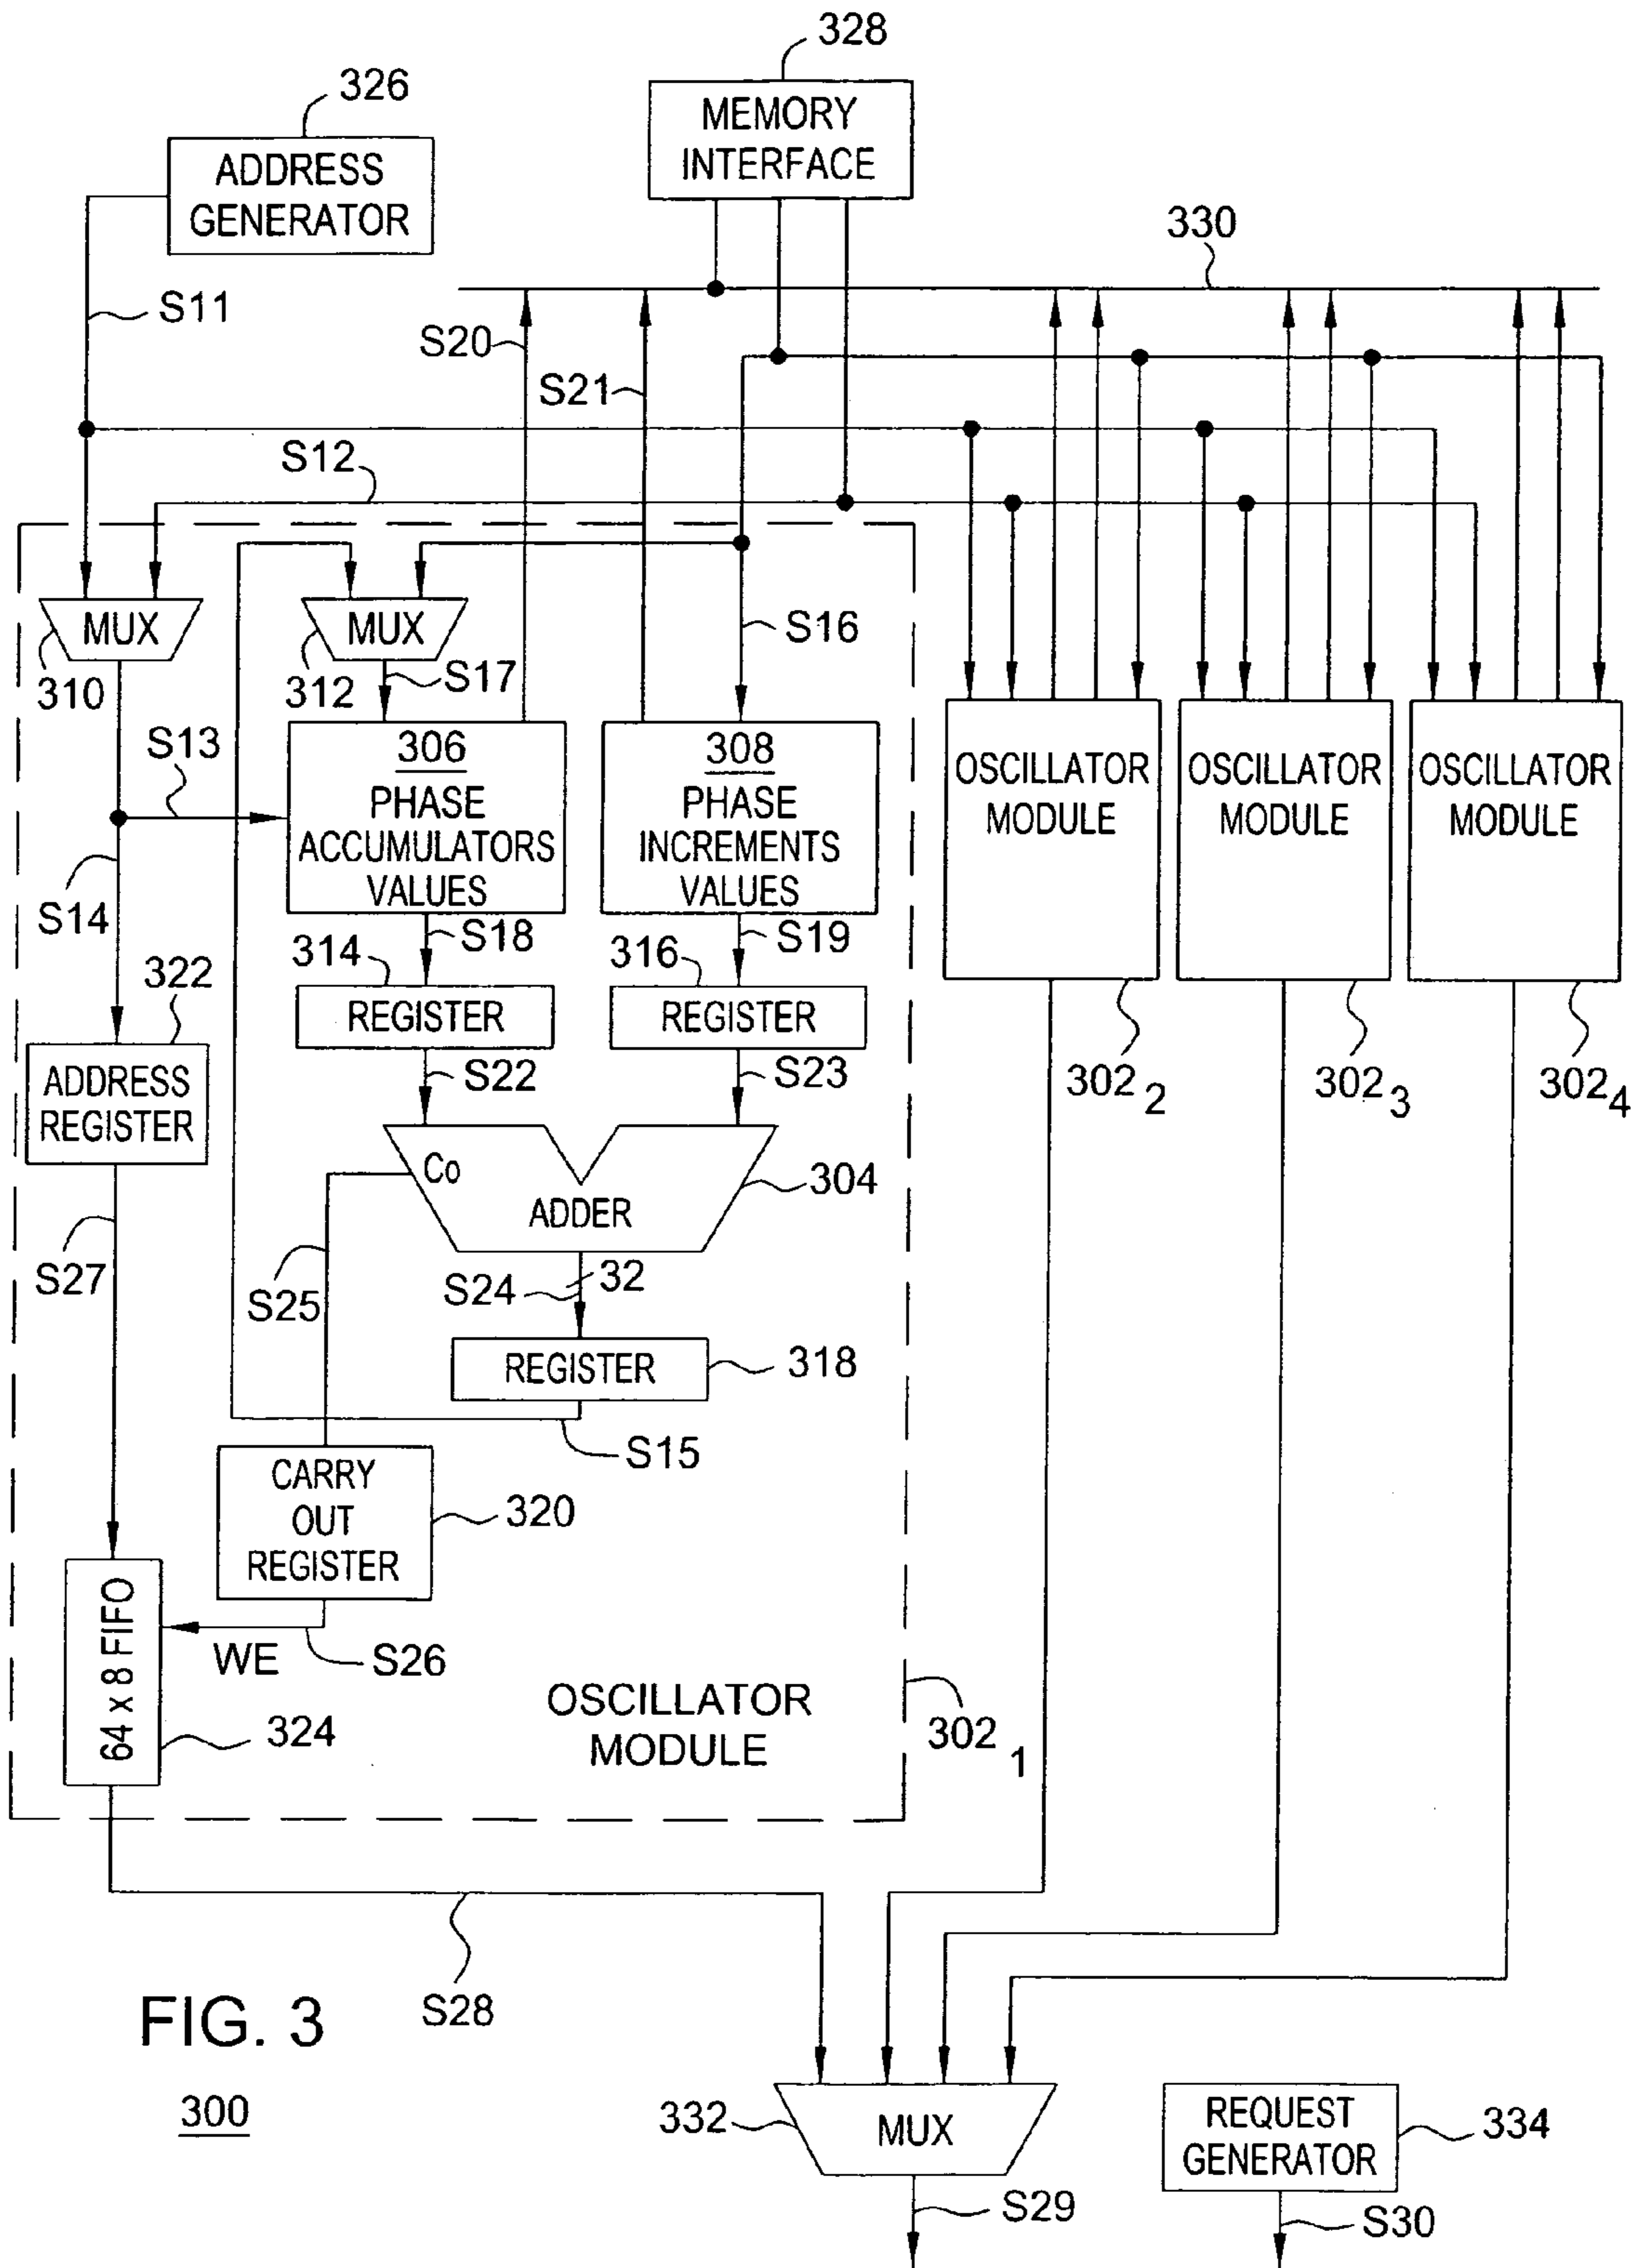 328
326
MEMORY
INTERFACE
ADDRESS
GENERATOR
330
S11
S20
S21
S12
MUX
MUX
S16
310
312
S17
S13
306
PHASE
ACCUMULATORS
VALUES
308
PHASE
INCREMENTS
VALUES
OSCILLATOR
MODULE
OSCILLATOR
MODULE
OSCILLATOR
MODULE
S14
S18
S19
314
316
322
REGISTER
REGISTER
ADDRESS
REGISTER
S22
S23
302 2
302 3
302 4
Co
ADDER
304
S27
S25
S24
32
REGISTER
318
S15
CARRY
OUT
REGISTER
320
64 x 8 FIFO
WE
S26
324
OSCILLATOR
MODULE
302 1
S28
FIG. 3
300
332
MUX
REQUEST
GENERATOR
334
S29
S30